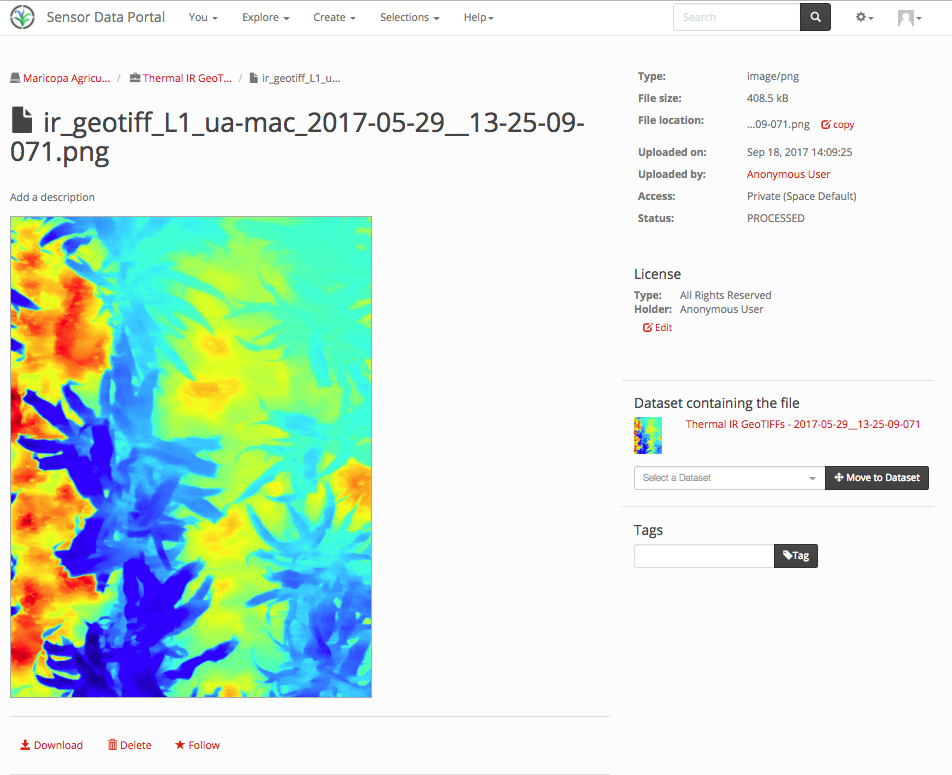 Sensor Data Portal You Explore Create Selections Help Search
Maricopa Agricu... / Thermal IR GeoT... / ir_geotiff_L1_u...
ir_geotiff_L1_ua-mac_2017-05-29__13-25-09-
071.png
Add a description
Download Delete Follow
Type: image/png
File size: 408.5 kB
File location: ...09-071.png copy
Uploaded on: Sep 18, 2017 14:09:25
Uploaded by: Anonymous User
Access: Private (Space Default)
Status: PROCESSED
License
Type: All Rights Reserved
Holder: Anonymous User
Edit
Dataset containing the file
Thermal IR GeoTIFFs - 2017-05-29__13-25-09-071
Select a Dataset Move to Dataset
Tags
Tag